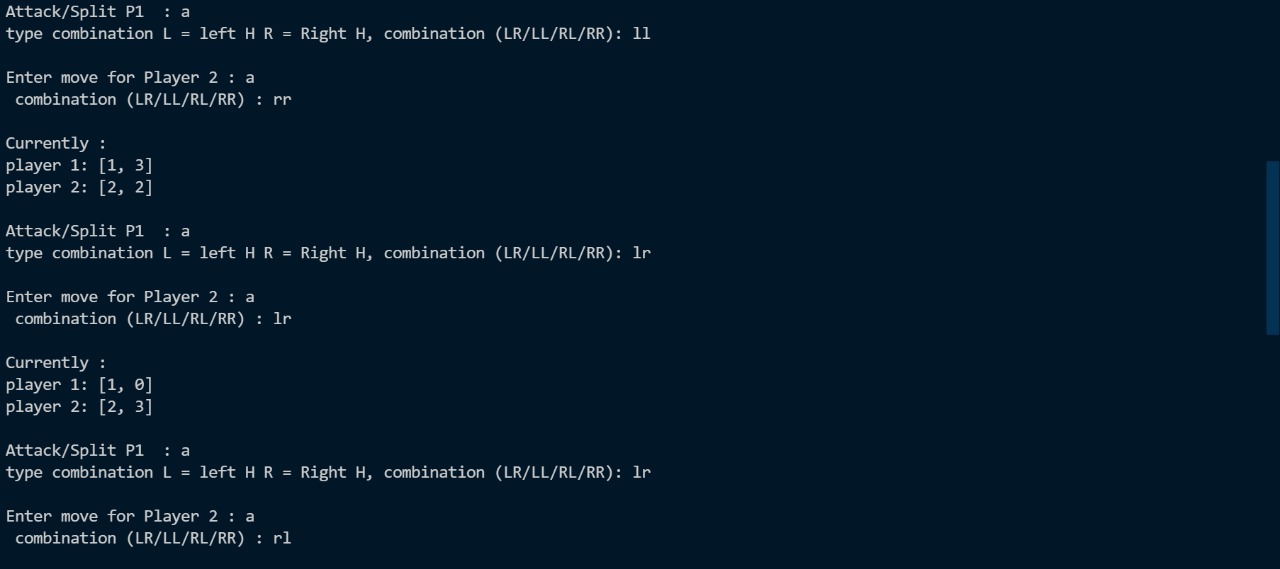 Attack/Split P1  : a
type combination L = left H R = Right H, combination (LR/LL/RL/RR): ll
Enter move for Player 2 : a
 combination (LR/LL/RL/RR) : rr
Currently :
player 1: [1, 3]
player 2: [2, 2]
Attack/Split P1  : a
type combination L = left H R = Right H, combination (LR/LL/RL/RR): lr
Enter move for Player 2 : a
 combination (LR/LL/RL/RR) : lr
Currently :
player 1: [1, 0]
player 2: [2, 3]
Attack/Split P1  : a
type combination L = left H R = Right H, combination (LR/LL/RL/RR): lr
Enter move for Player 2 : a
 combination (LR/LL/RL/RR) : rl